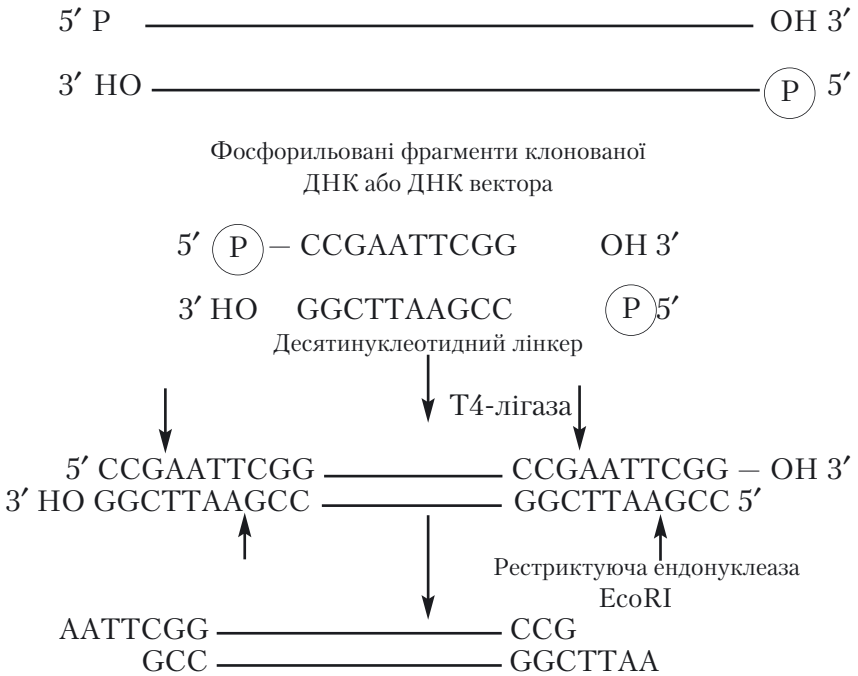 5′ P OH 3′
3′ HO P 5′
Фосфорильовані фрагменти клонованої
ДНК або ДНК вектора
5′ P – CCGAATTCGG OH 3′
3′ HO GGCTTAAGCC P 5′
Десятинуклеотидний лінкер
T4-лігаза
5′ CCGAATTCGG CCGAATTCGG – OH 3′
3′ HO GGCTTAAGCC GGCTTAAGCC 5′
Рестриктуюча ендонуклеаза
EcoRI
AATTCGG CCG
GCC GGCTTAA